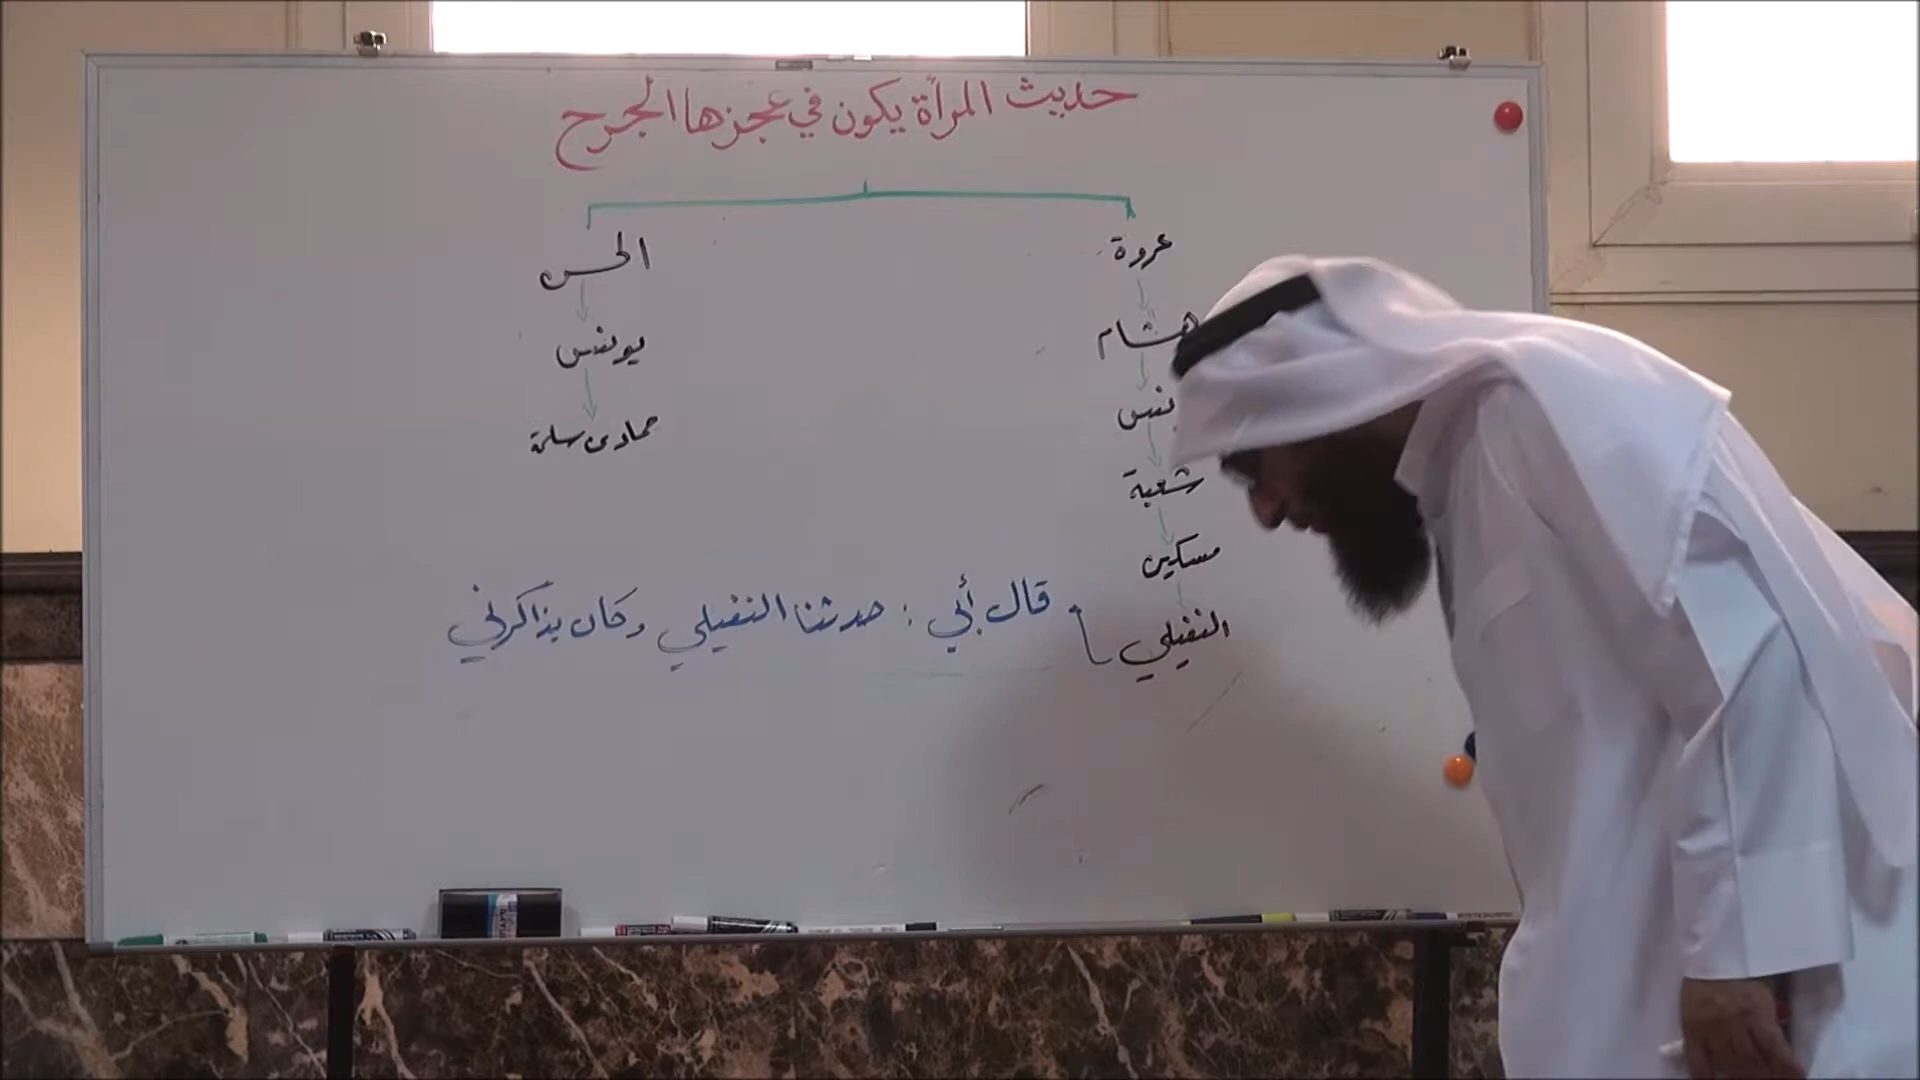 حديث المرأة يكون في عجزها الجرح
عروة
هشام
شعبة
مسكين
النفيلي
قال أبي : حدثنا النفيلي وكان يذاكرني
الحسن
يونس
حماد بن سلمة